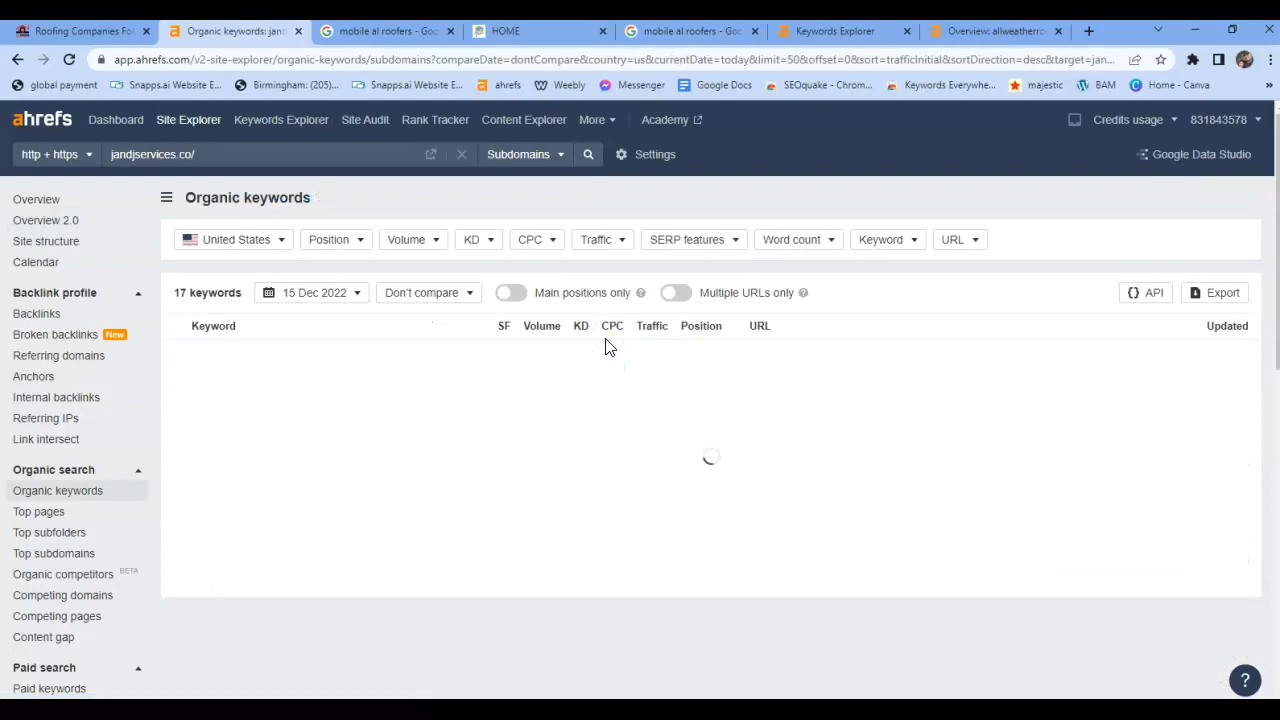 Roofing Companies Fol
Organic keywords: jan
mobile al roofers - Goo
HOME
mobile al roofers - Goo
Keywords Explorer
Overview: allweatherro
app.ahrefs.com/v2-site-explorer/organic-keywords/subdomains?compareDate=dontCompare&country=us&currentDate=today&limit=50&offset=0&sort=trafficInitial&sortDirection=desc&target=jan...
global payment
Snapps.ai Website E...
Birmingham: (205)...
Snapps.ai Website E...
ahrefs
Weebly
Messenger
Google Docs
SEOquake - Chrom...
Keywords Everywhe...
majestic
BAM
Home - Canva
ahrefs
Dashboard
Site Explorer
Keywords Explorer
Site Audit
Rank Tracker
Content Explorer
More
Academy
Credits usage
831843578
http + https
jandjservices.co/
Subdomains
Settings
Google Data Studio
Overview
Overview 2.0
Site structure
Calendar
Backlink profile
Backlinks
Broken backlinks New
Referring domains
Anchors
Internal backlinks
Referring IPs
Link intersect
Organic search
Organic keywords
Top pages
Top subfolders
Top subdomains
Organic competitors BETA
Competing domains
Competing pages
Content gap
Paid search
Paid keywords
Organic keywords
United States
Position
Volume
KD
CPC
Traffic
SERP features
Word count
Keyword
URL
17 keywords
15 Dec 2022
Don't compare
Main positions only
Multiple URLs only
API
Export
Keyword
SF
Volume
KD
CPC
Traffic
Position
URL
Updated
?